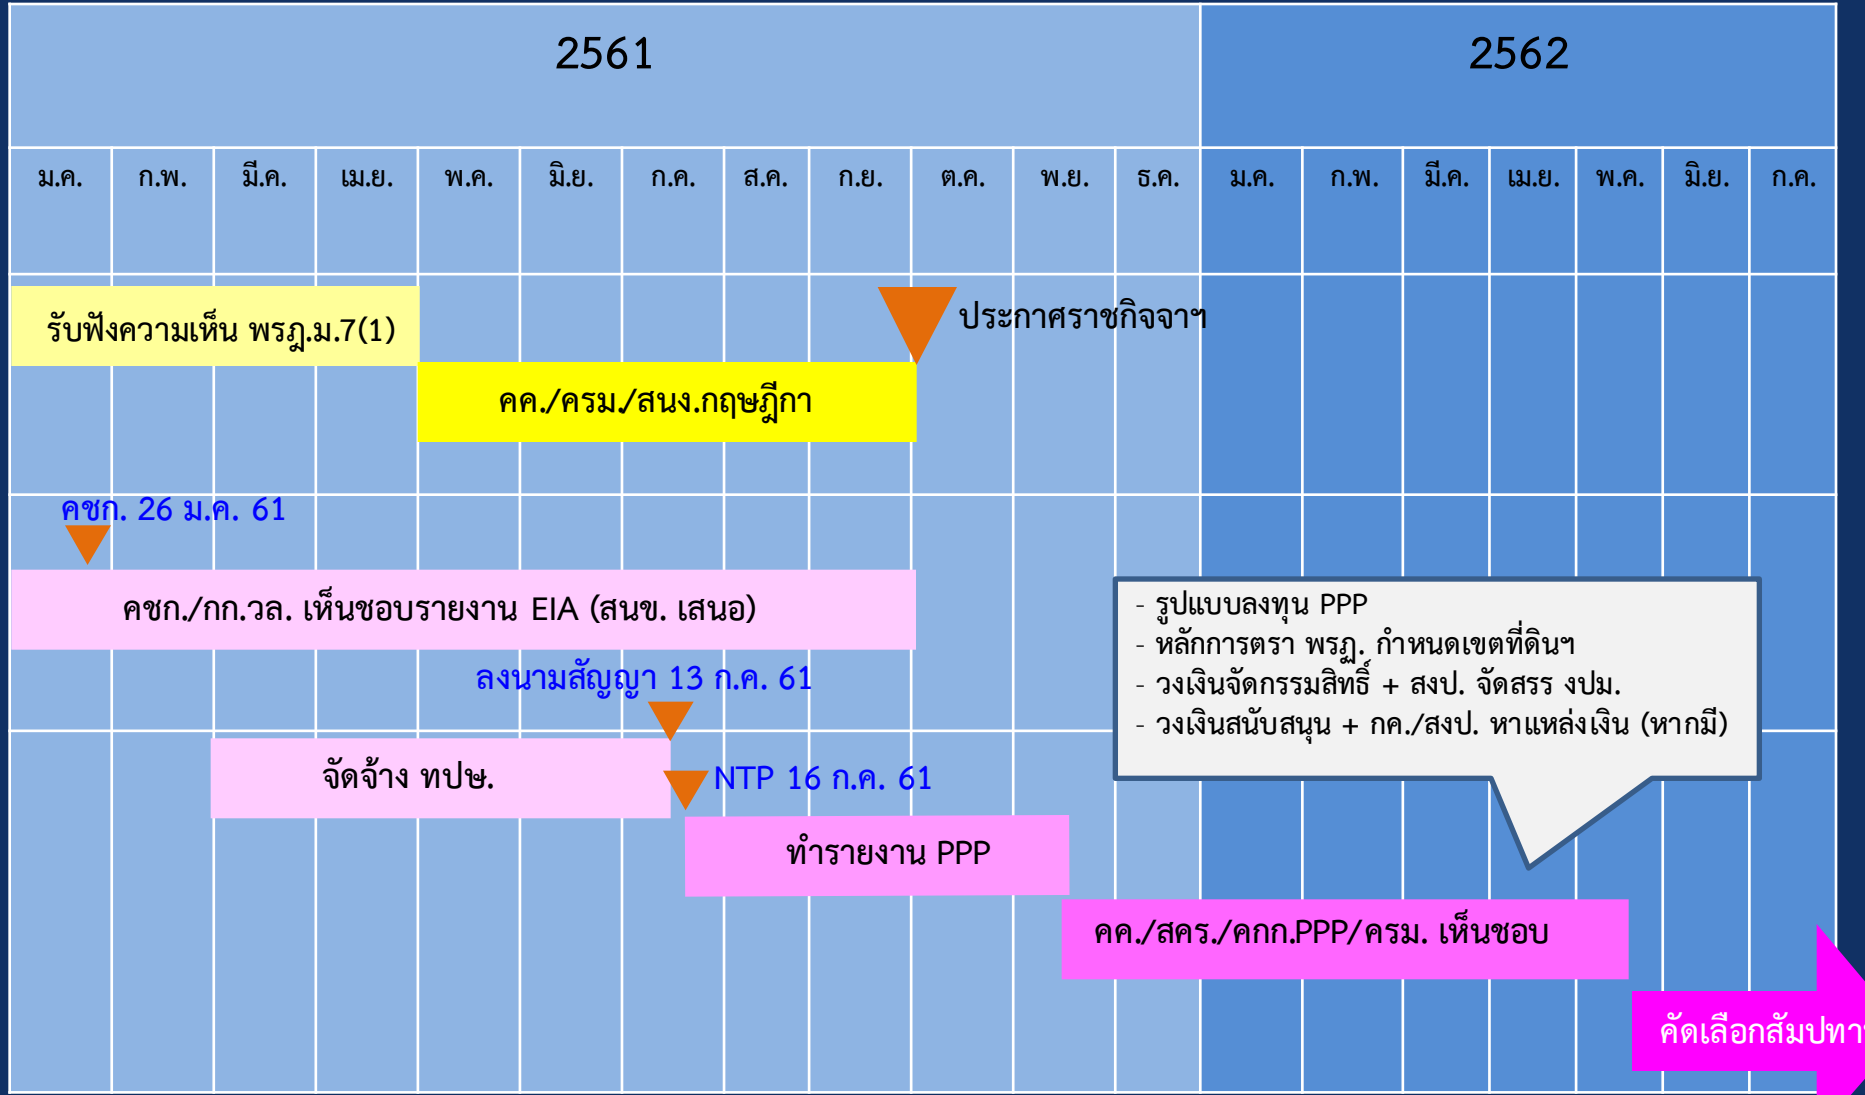 2561 2562
ม.ค. ก.พ. มี.ค. เม.ย. พ.ค. มิ.ย. ก.ค. ส.ค. ก.ย. ต.ค. พ.ย. ธ.ค. ม.ค. ก.พ. มี.ค. เม.ย. พ.ค. มิ.ย. ก.ค.
รับฟังความเห็น พรฎ.ม.7(1)
ประกาศราชกิจจาฯ
คค./ครม./สนง.กฤษฎีกา
คชก. 26 ม.ค. 61
คชก./กก.วล. เห็นชอบรายงาน EIA (สนข. เสนอ)
- รูปแบบลงทุน PPP
- หลักการตรา พรฎ. กำหนดเขตที่ดินฯ
- วงเงินจัดกรรมสิทธิ์ + สงป. จัดสรร งปม.
- วงเงินสนับสนุน + กค./สงป. หาแหล่งเงิน (หากมี)
ลงนามสัญญา 13 ก.ค. 61
จัดจ้าง ทปษ.
NTP 16 ก.ค. 61
ทำรายงาน PPP
คค./สคร./คกก.PPP/ครม. เห็นชอบ
คัดเลือกสัมปทา